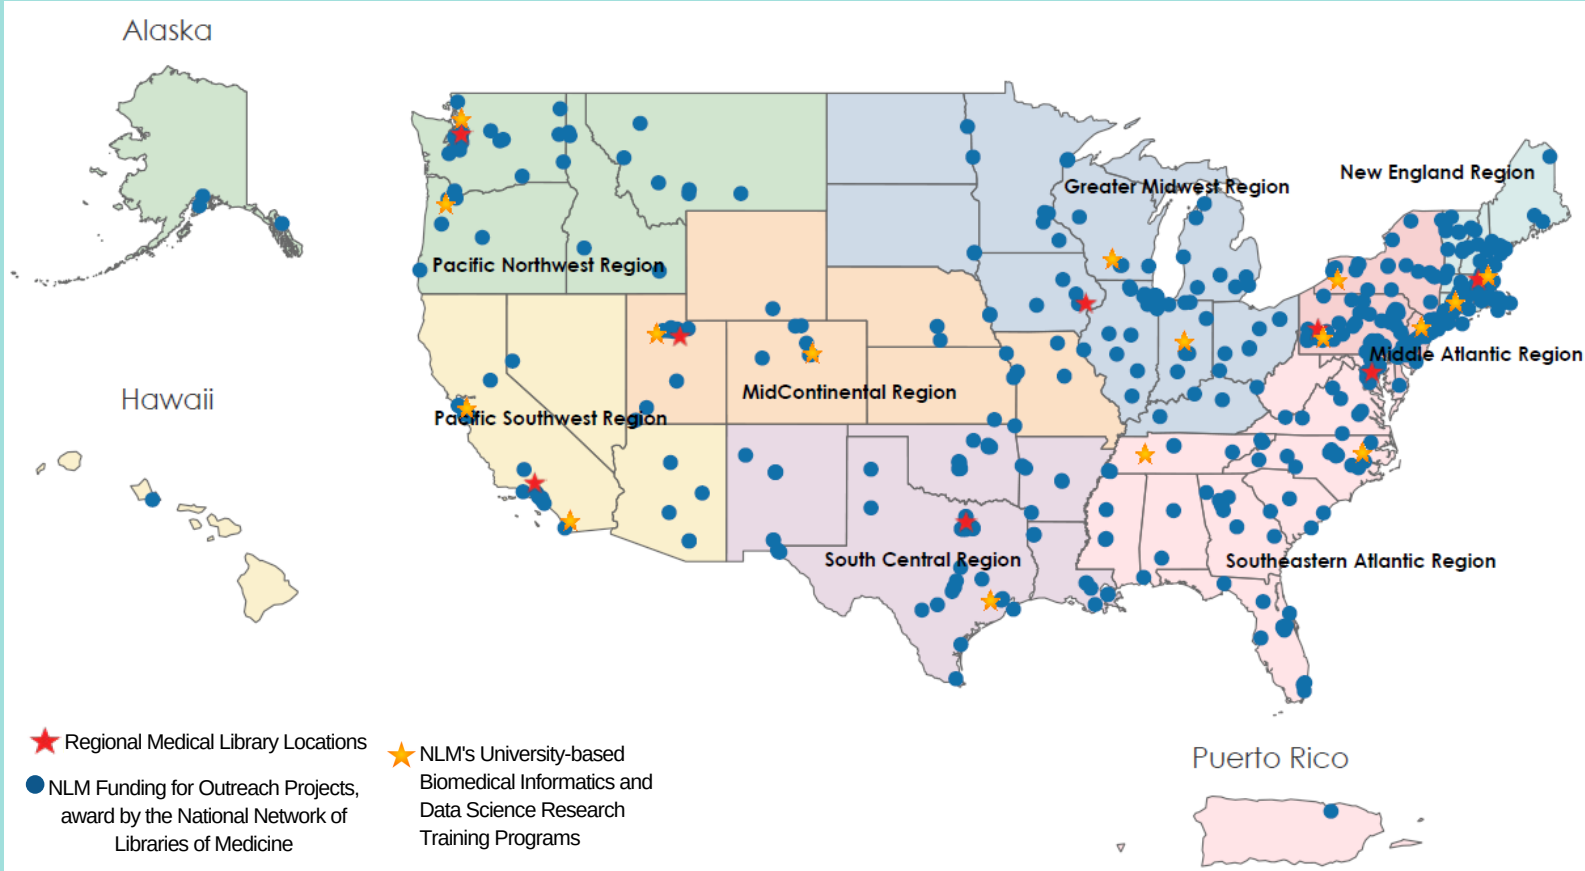 Alaska
New England Region
Greater Midwest Region
Pacific Northwest Region
Middle Atlantic Region
MidContinental Region
Hawaii
Pacific Southwest Region
South Central Region
Southeastern Atlantic Region
Regional Medical Library Locations
NLM Funding for Outreach Projects,
award by the National Network of
Libraries of Medicine
NLM's University-based
Biomedical Informatics and
Data Science Research
Training Programs
Puerto Rico